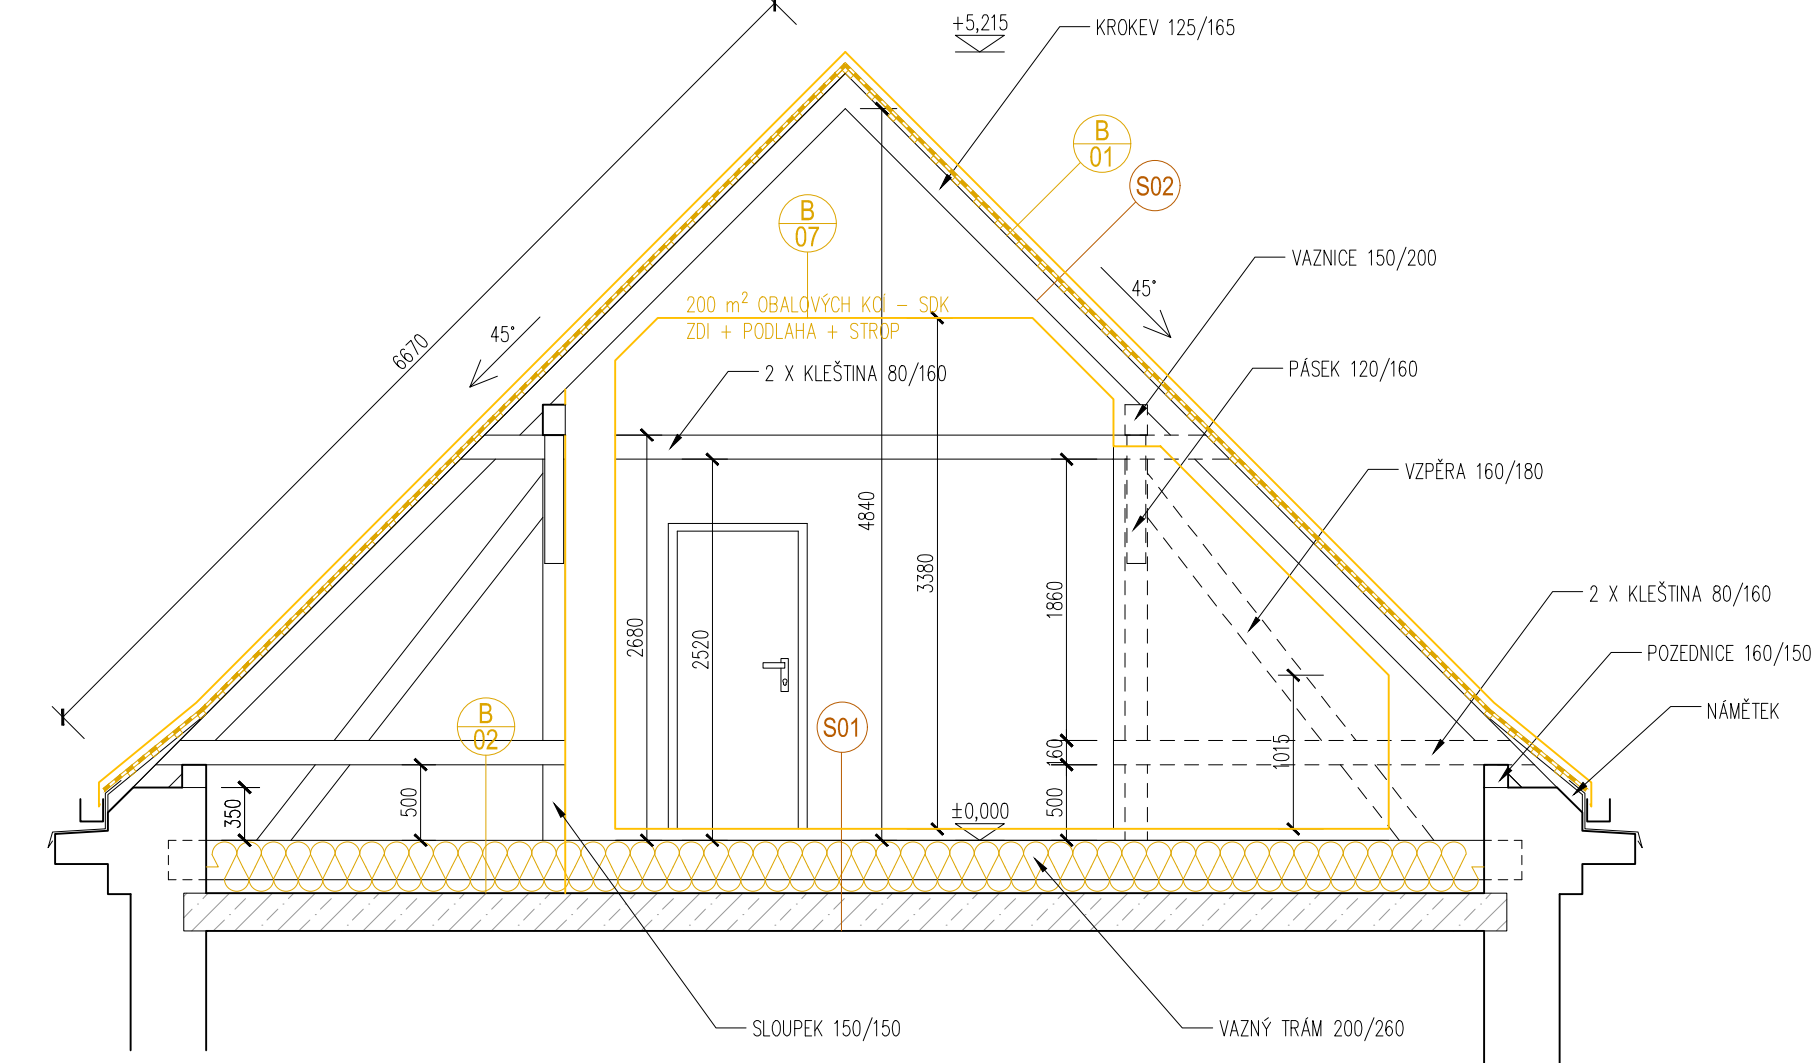 +5,215
KROKEV 125/165
B
01
S02
B
07
VAZNICE 150/200
45°
200 m² OBALOVÝCH KCÍ - SDK
ZDI + PODLAHA + STROP
45°
6670
2 X KLEŠTINA 80/160
PÁSEK 120/160
VZPĚRA 160/180
4840
3380
1860
2 X KLEŠTINA 80/160
2680
2520
POZEDNICE 160/150
NÁMĚTEK
B
02
S01
160
1015
350
500
±0,000
500
SLOUPEK 150/150
VAZNÝ TRÁM 200/260